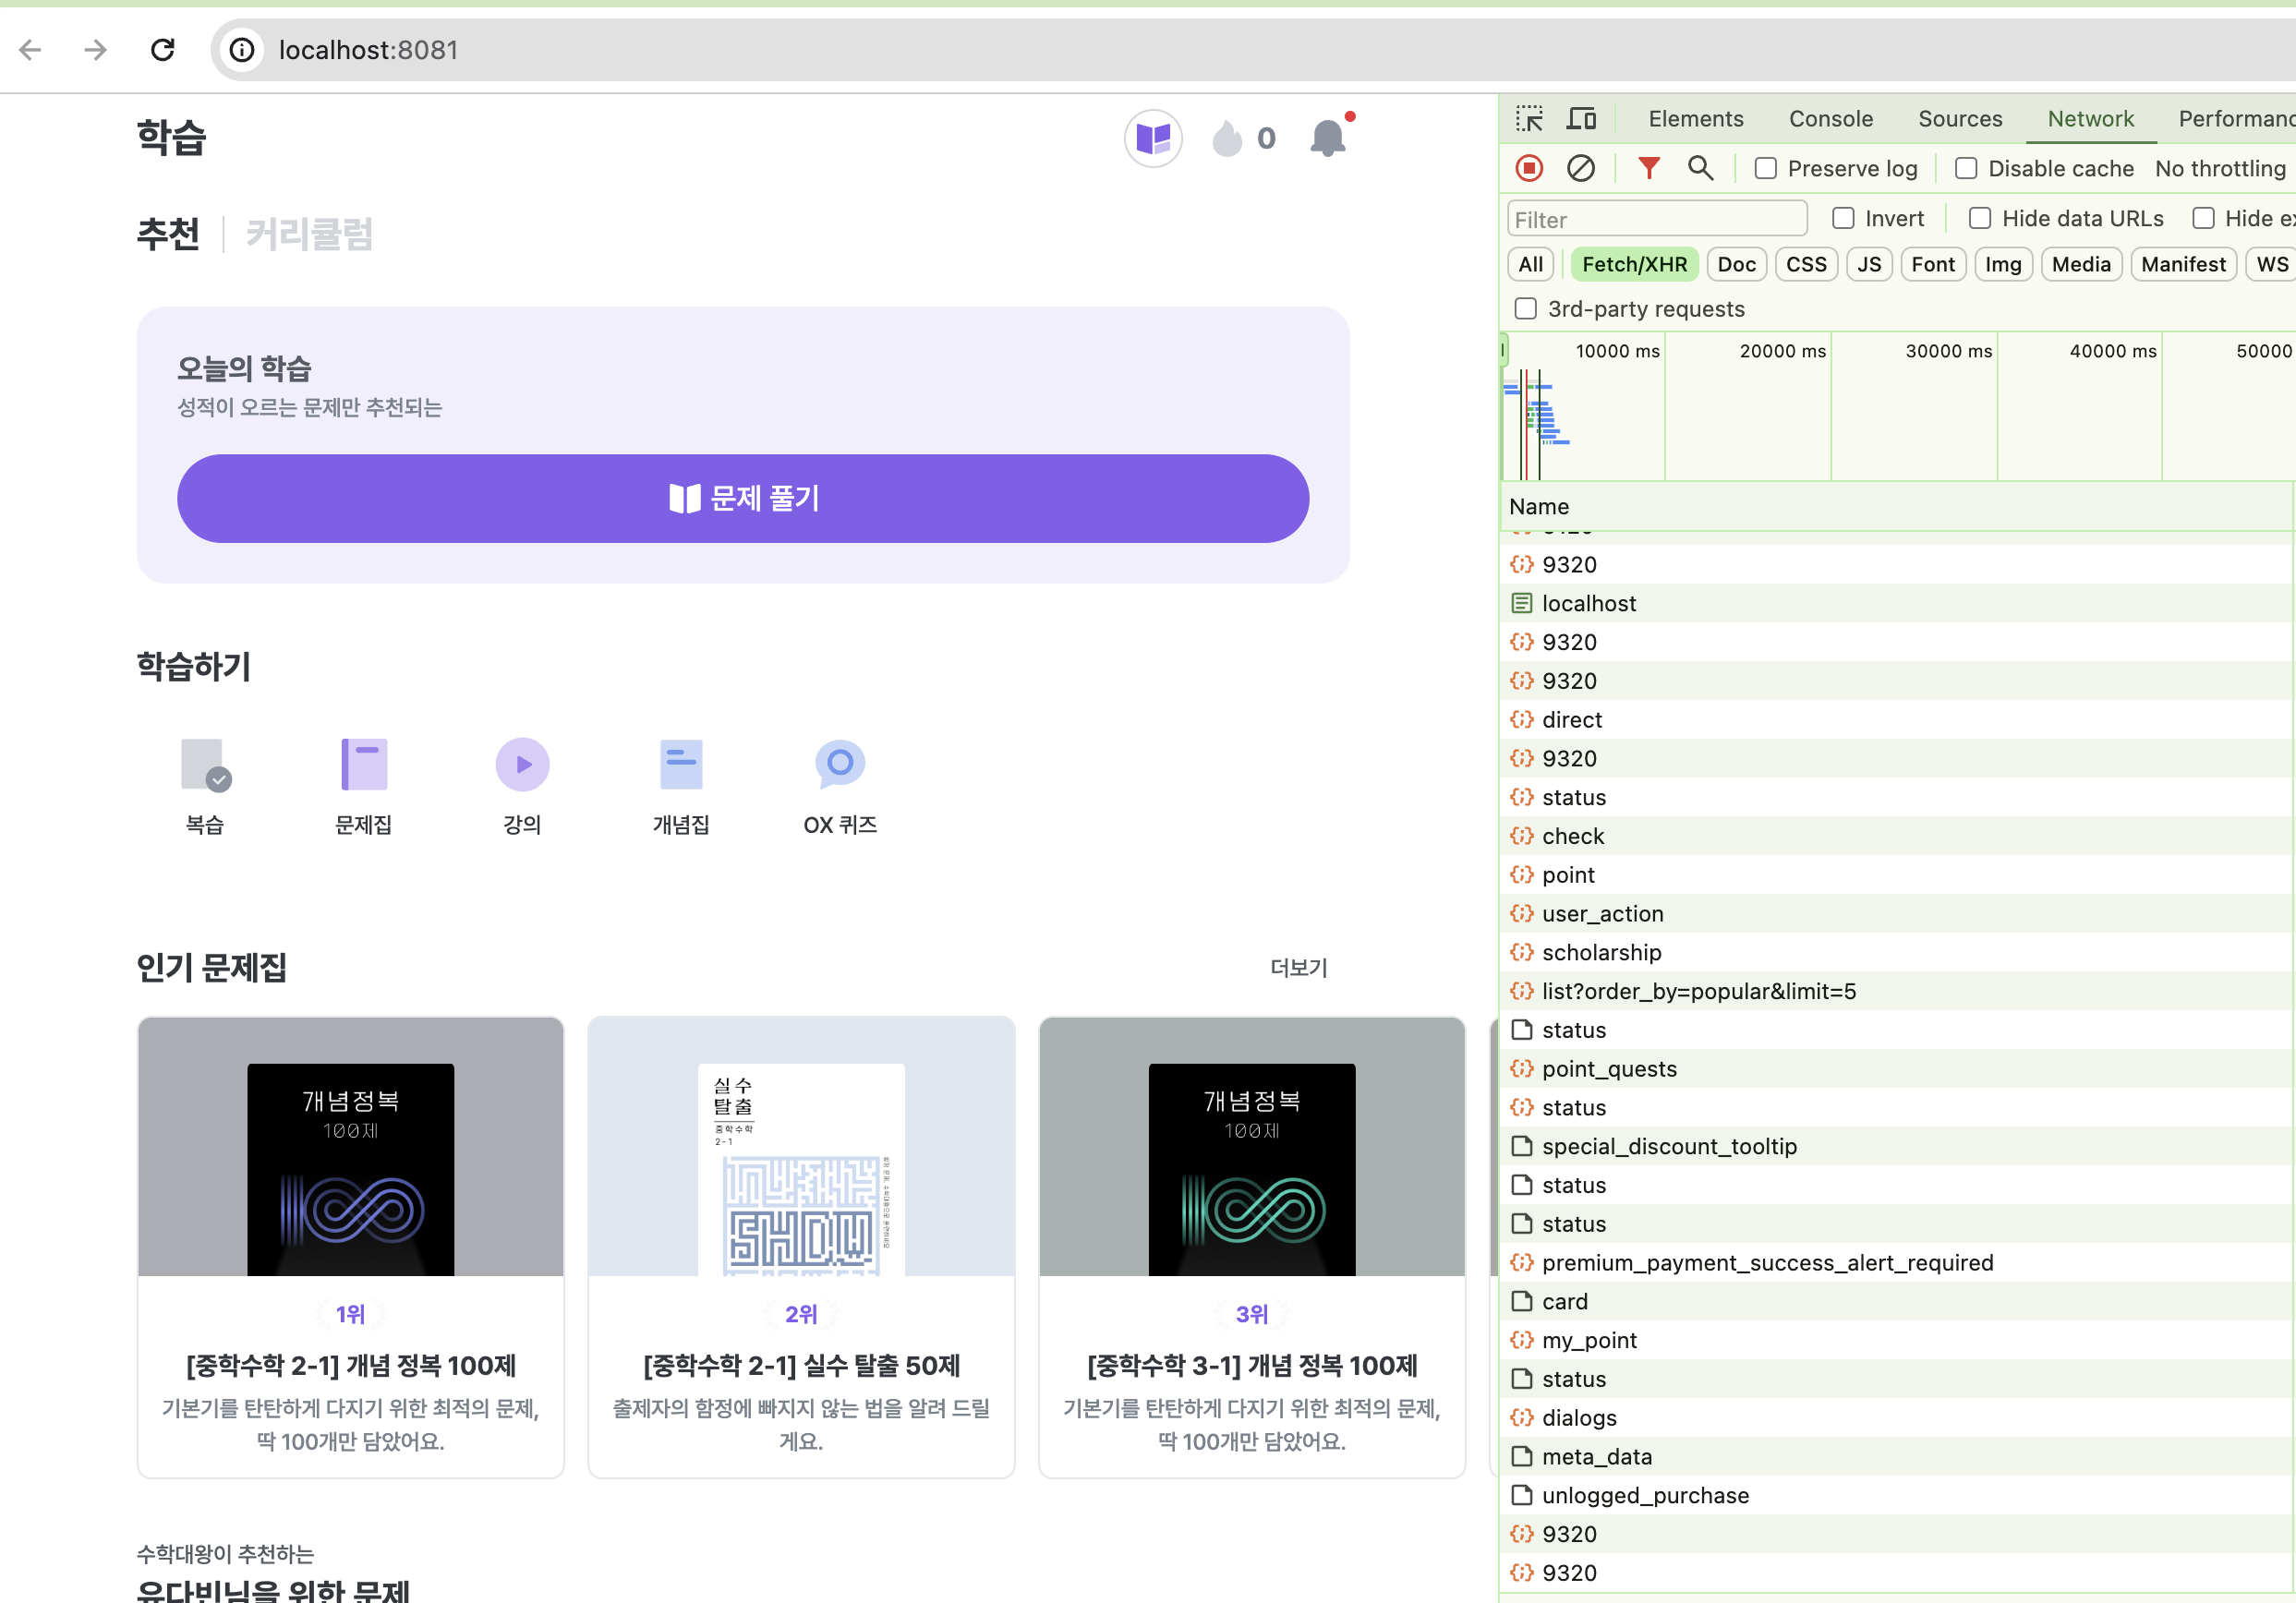 localhost:8081
학습
0
추천
커리큘럼
오늘의 학습
성적이 오르는 문제만 추천되는
문제 풀기
학습하기
복습
문제집
강의
개념집
OX 퀴즈
인기 문제집
더보기
개념정복
100제
실수
탈출
중학수학
2-1
SHOW
개념정복
100제
1위
[중학수학 2-1] 개념 정복 100제
기본기를 탄탄하게 다지기 위한 최적의 문제,
딱 100개만 담았어요.
2위
[중학수학 2-1] 실수 탈출 50제
출제자의 함정에 빠지지 않는 법을 알려 드릴
게요.
3위
[중학수학 3-1] 개념 정복 100제
기본기를 탄탄하게 다지기 위한 최적의 문제,
딱 100개만 담았어요.
수학대왕이 추천하는
유다빈님을 위한 문제
Elements Console Sources Network Performanc
Preserve log Disable cache No throttling
Filter Invert Hide data URLs Hide ex
All Fetch/XHR Doc CSS JS Font Img Media Manifest WS
3rd-party requests
10000 ms 20000 ms 30000 ms 40000 ms 50000
Name
9320
localhost
9320
9320
direct
9320
status
check
point
user_action
scholarship
list?order_by=popular&limit=5
status
point_quests
status
special_discount_tooltip
status
status
premium_payment_success_alert_required
card
my_point
status
dialogs
meta_data
unlogged_purchase
9320
9320